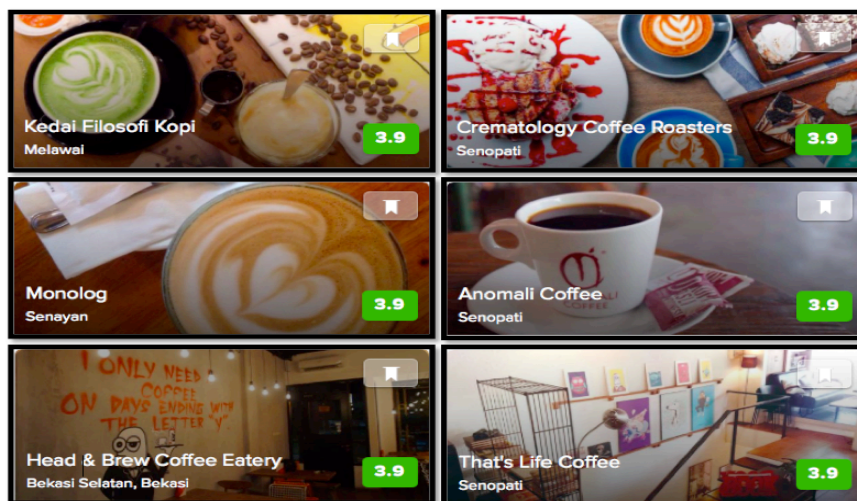 Kedai Filosofi Kopi
Melawai
3.9
Crematology Coffee Roasters
Senopati
3.9
Monolog
Senayan
3.9
Anomali Coffee
Senopati
3.9
COFFEE
I ONLY NEED
COFFEE
ON DAYS ENDING WITH
THE LETTER "Y"
Head & Brew Coffee Eatery
Bekasi Selatan, Bekasi
3.9
That's Life Coffee
Senopati
3.9